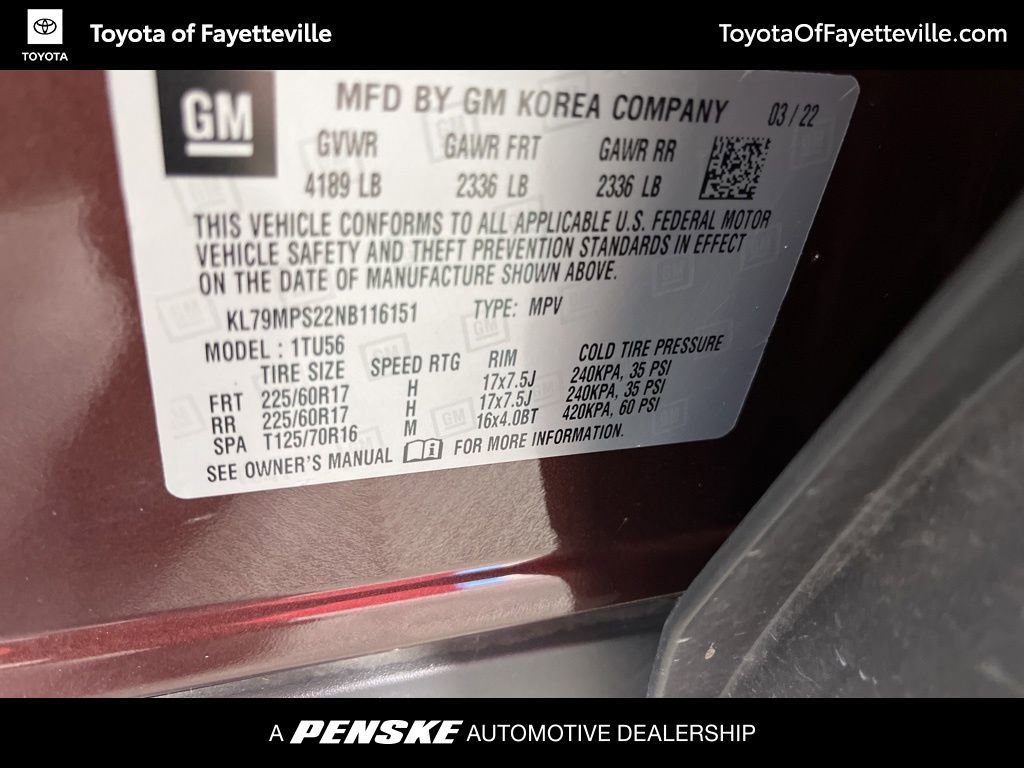 TOYOTA
Toyota of Fayetteville
ToyotaOfFayetteville.com
GM
MFD BY GM KOREA COMPANY 03 / 22
GVWR GAWR FRT GAWR RR
4189 LB 2336 LB 2336 LB
THIS VEHICLE CONFORMS TO ALL APPLICABLE U.S. FEDERAL MOTOR
VEHICLE SAFETY AND THEFT PREVENTION STANDARDS IN EFFECT
ON THE DATE OF MANUFACTURE SHOWN ABOVE.
KL79MPS22NB116151 TYPE: MPV
MODEL : 1TU56
TIRE SIZE SPEED RTG RIM COLD TIRE PRESSURE
FRT 225/60R17 H 17x7.5J 240KPA, 35 PSI
RR 225/60R17 H 17x7.5J 240KPA, 35 PSI
SPA T125/70R16 M 16x4.0BT 420KPA, 60 PSI
SEE OWNER'S MANUAL i FOR MORE INFORMATION.
A PENSKE AUTOMOTIVE DEALERSHIP